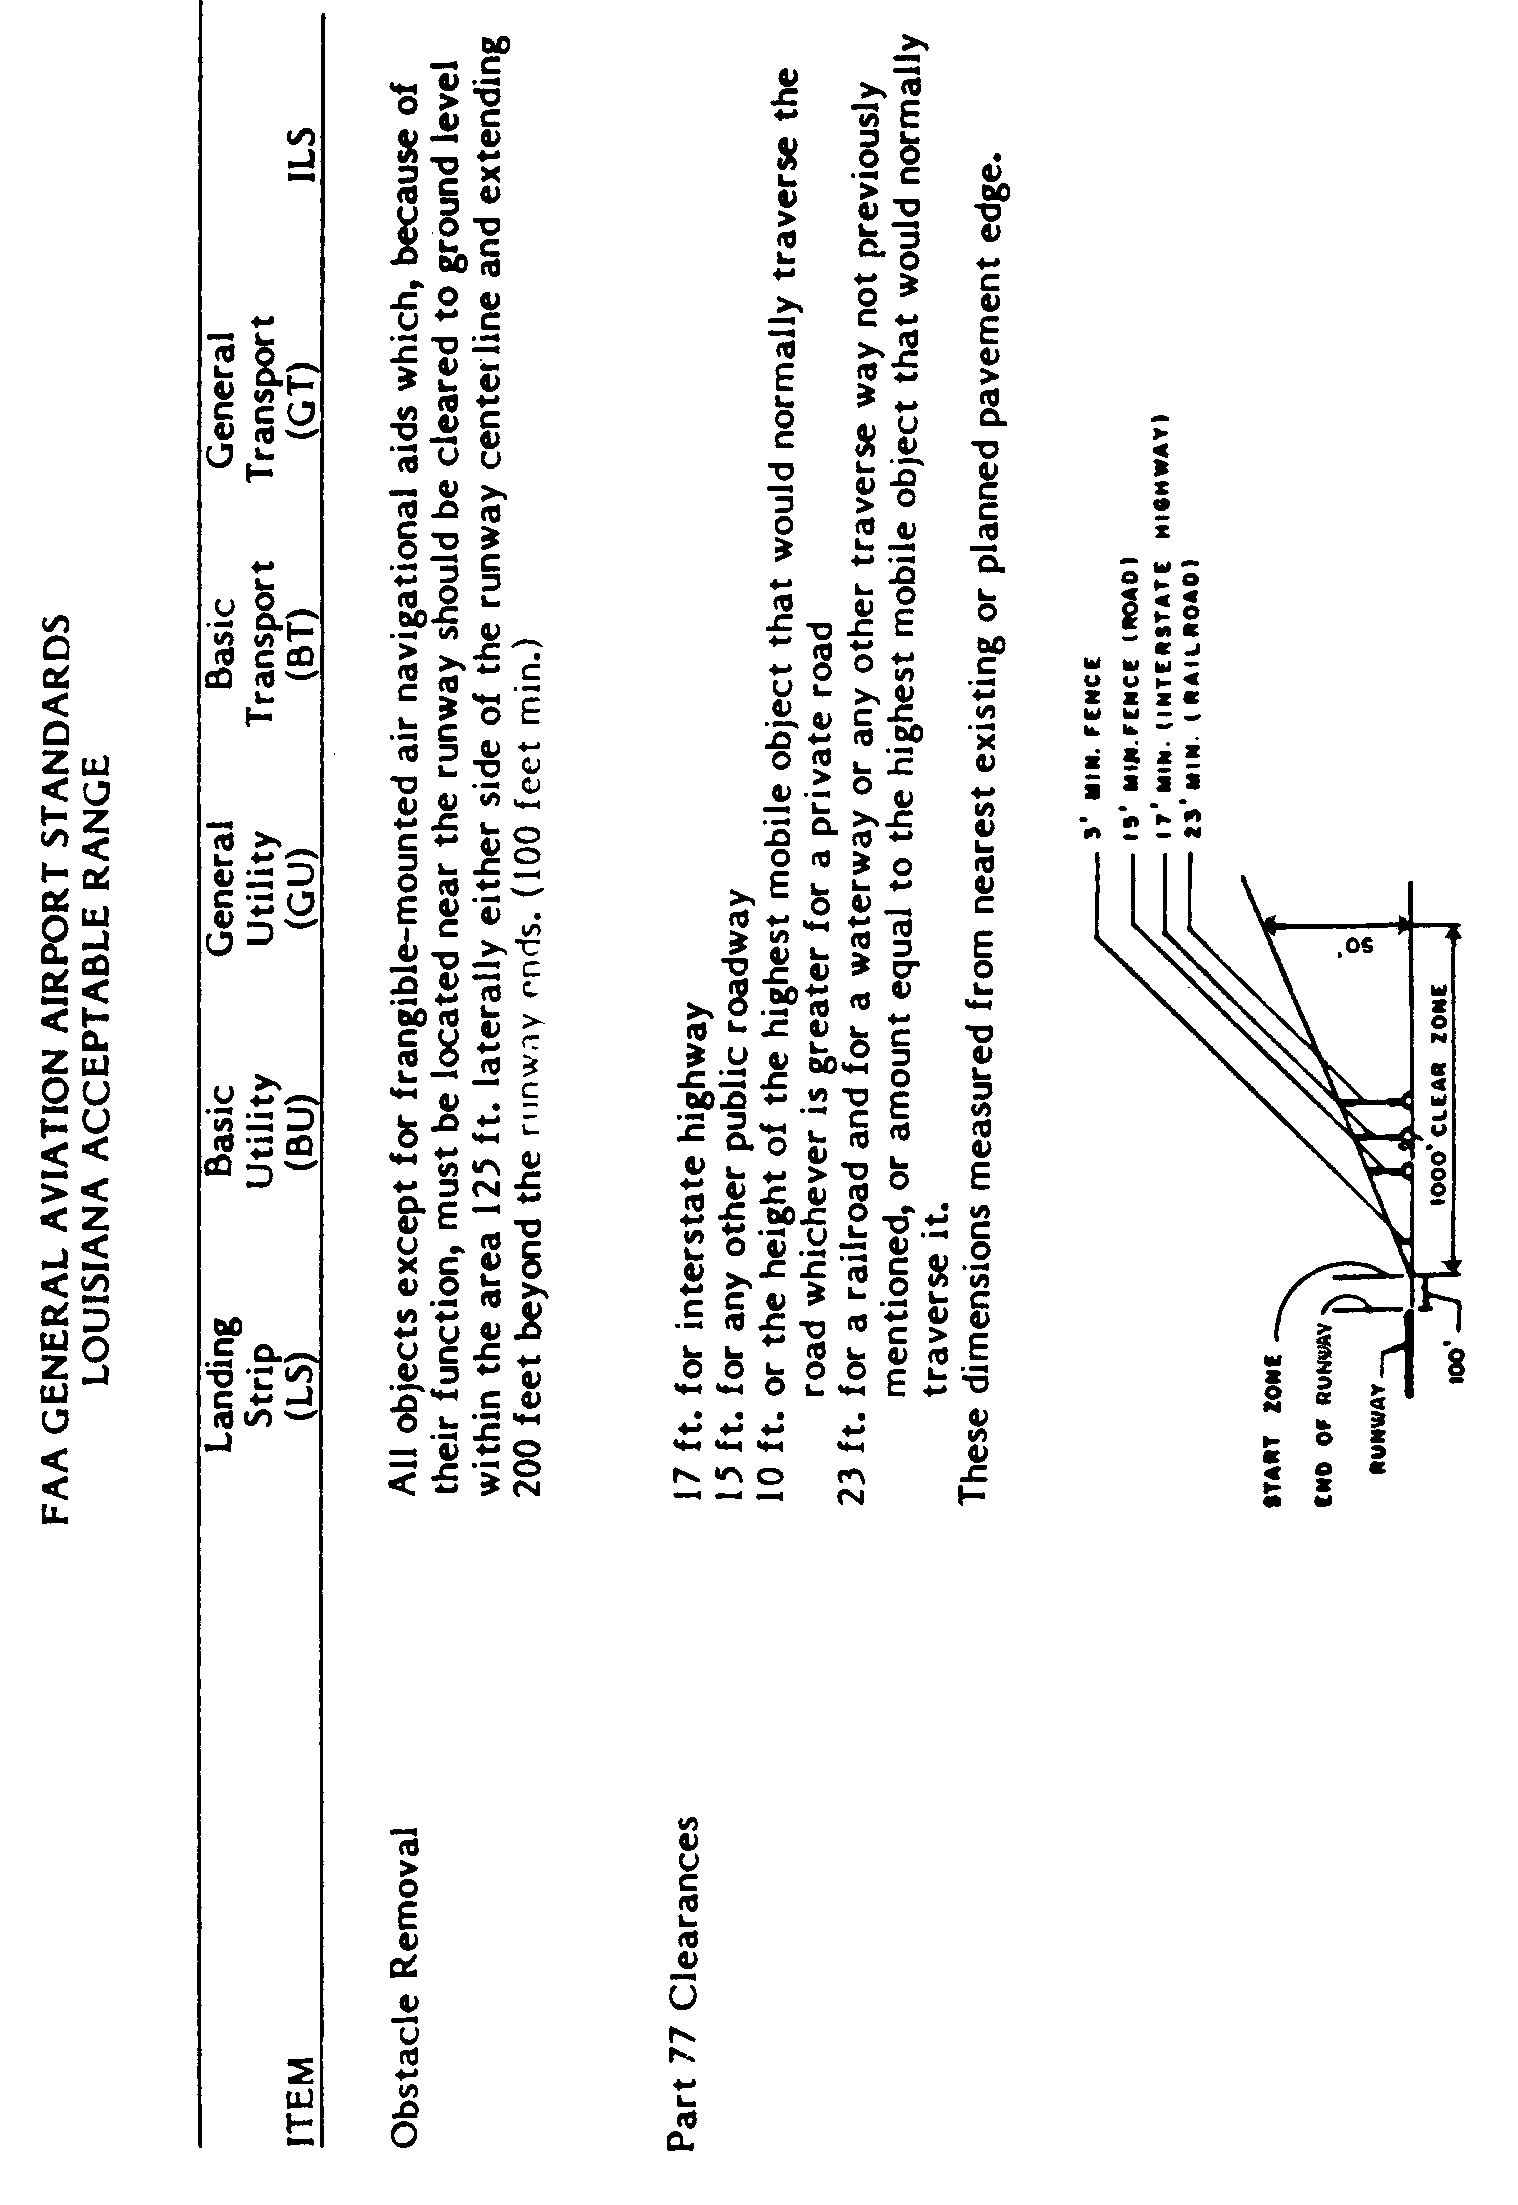 FAA GENERAL AVIATION AIRPORT STANDARDS
LOUISIANA ACCEPTABLE RANGE
ITEM
Landing
Strip
(LS)
Basic
Utility
(BU)
General
Utility
(GU)
Basic
Transport
(BT)
General
Transport
(GT)
ILS
Obstacle Removal
All objects except for frangible-mounted air navigational aids which, because of
their function, must be located near the runway should be cleared to ground level
within the area 125 ft. laterally either side of the runway centerline and extending
200 feet beyond the runway ends. (100 feet min.)
Part 77 Clearances
17 ft. for interstate highway
15 ft. for any other public roadway
10 ft. or the height of the highest mobile object that would normally traverse the
road whichever is greater for a private road
23 ft. for a railroad and for a waterway or any other traverse way not previously
mentioned, or amount equal to the highest mobile object that would normally
traverse it.
These dimensions measured from nearest existing or planned pavement edge.
3' MIN. FENCE
15' MIN. FENCE (ROAD)
17' MIN. (INTERSTATE HIGHWAY)
23' MIN. (RAILROAD)
START ZONE
END OF RUNWAY
RUNWAY
50'
1000' CLEAR ZONE
100'